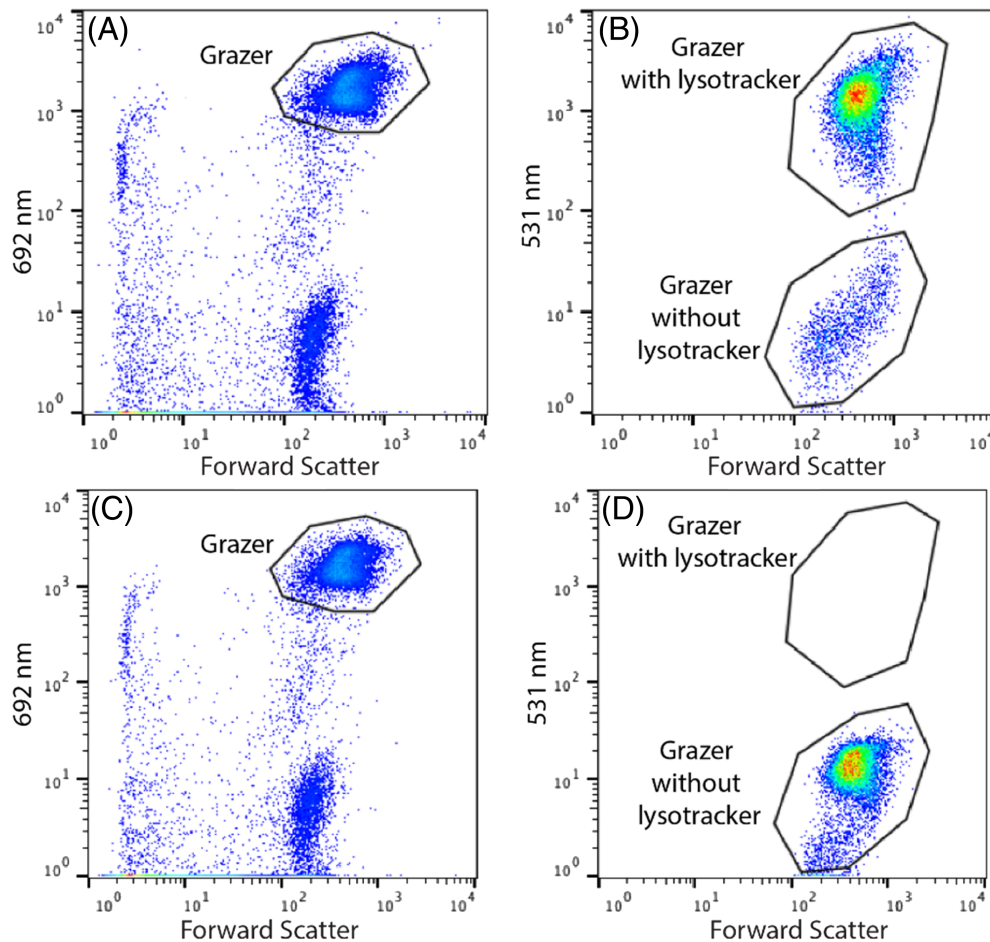 (A)
Grazer
692 nm
10^4
10^3
10^2
10^1
10^0
10^0 10^1 10^2 10^3 10^4
Forward Scatter
(B)
Grazer
with lysotracker
Grazer
without
lysotracker
531 nm
10^4
10^3
10^2
10^1
10^0
10^0 10^1 10^2 10^3 10^4
Forward Scatter
(C)
Grazer
692 nm
10^4
10^3
10^2
10^1
10^0
10^0 10^1 10^2 10^3 10^4
Forward Scatter
(D)
Grazer
with lysotracker
Grazer
without
lysotracker
531 nm
10^4
10^3
10^2
10^1
10^0
10^0 10^1 10^2 10^3 10^4
Forward Scatter